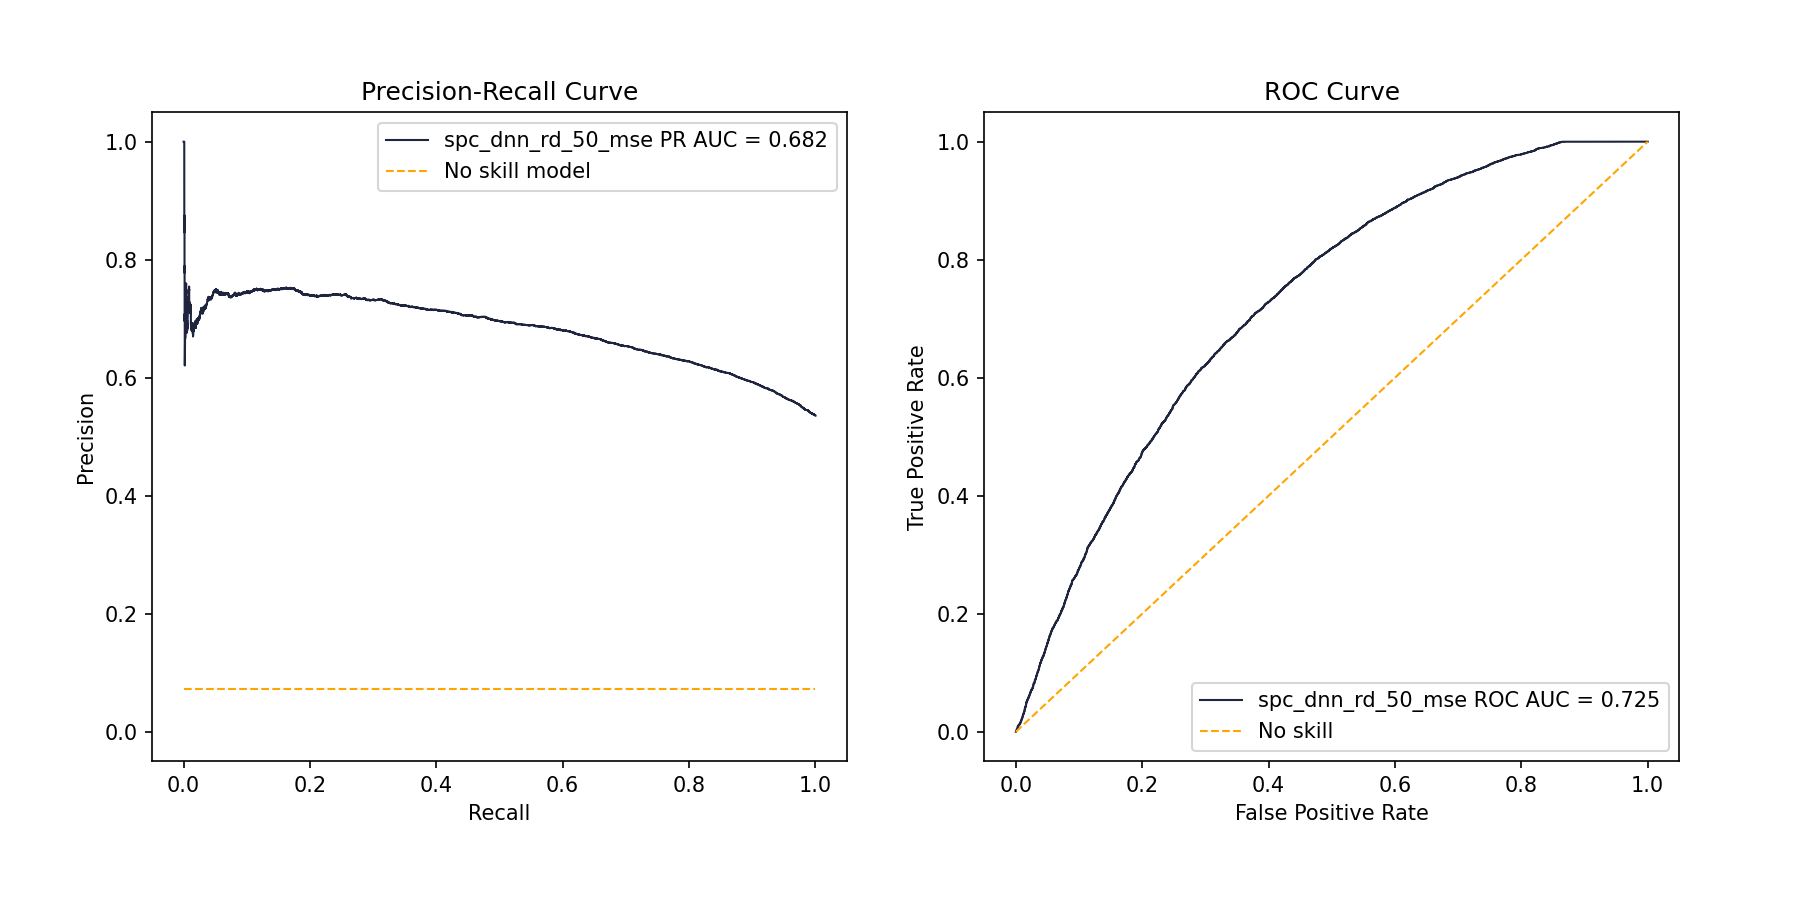 Precision-Recall Curve
spc_dnn_rd_50_mse PR AUC = 0.682
No skill model
1.0
0.8
0.6
0.4
0.2
0.0
Precision
0.0 0.2 0.4 0.6 0.8 1.0
Recall
ROC Curve
1.0
0.8
0.6
0.4
0.2
0.0
True Positive Rate
spc_dnn_rd_50_mse ROC AUC = 0.725
No skill
0.0 0.2 0.4 0.6 0.8 1.0
False Positive Rate